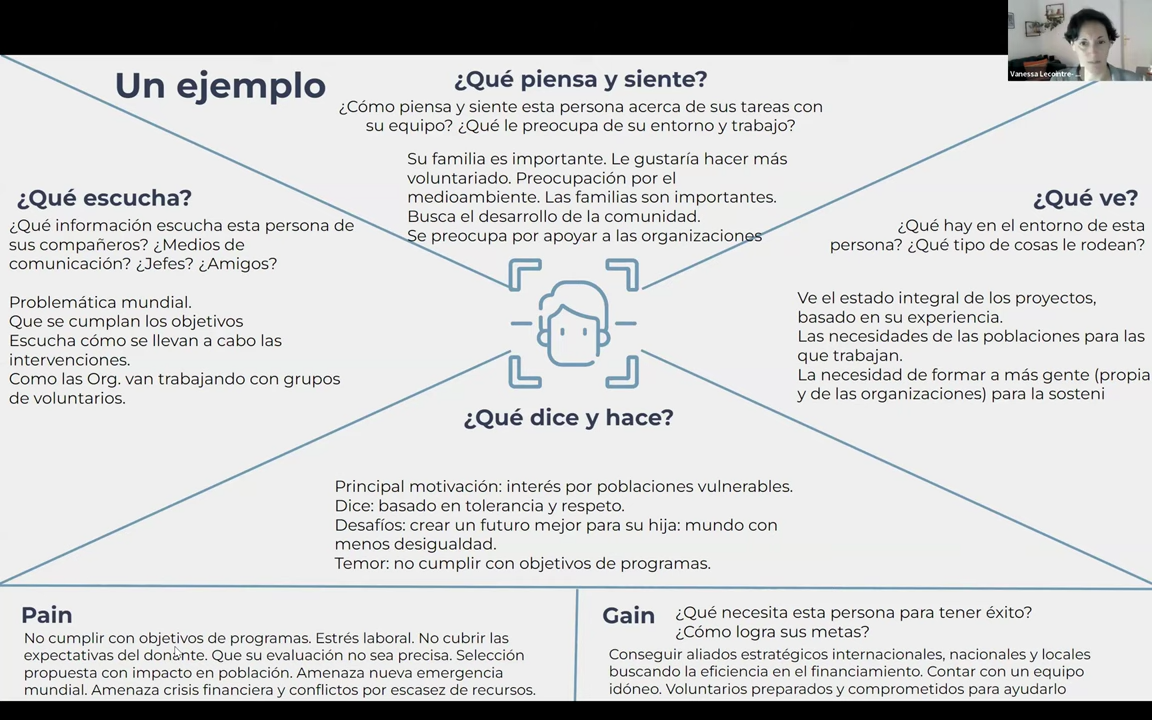 Vanessa Lecointre-
Un ejemplo
¿Qué piensa y siente?
¿Cómo piensa y siente esta persona acerca de sus tareas con
su equipo? ¿Qué le preocupa de su entorno y trabajo?
Su familia es importante. Le gustaría hacer más
voluntariado. Preocupación por el
medioambiente. Las familias son importantes.
Busca el desarrollo de la comunidad.
Se preocupa por apoyar a las organizaciones
¿Qué escucha?
¿Qué información escucha esta persona de
sus compañeros? ¿Medios de
comunicación? ¿Jefes? ¿Amigos?
Problemática mundial.
Que se cumplan los objetivos
Escucha cómo se llevan a cabo las
intervenciones.
Como las Org. van trabajando con grupos
de voluntarios.
¿Qué ve?
¿Qué hay en el entorno de esta
persona? ¿Qué tipo de cosas le rodean?
Ve el estado integral de los proyectos,
basado en su experiencia.
Las necesidades de las poblaciones para las
que trabajan.
La necesidad de formar a más gente (propia
y de las organizaciones) para la sosteni
¿Qué dice y hace?
Principal motivación: interés por poblaciones vulnerables.
Dice: basado en tolerancia y respeto.
Desafíos: crear un futuro mejor para su hija: mundo con
menos desigualdad.
Temor: no cumplir con objetivos de programas.
Pain
No cumplir con objetivos de programas. Estrés laboral. No cubrir las
expectativas del donante. Que su evaluación no sea precisa. Selección
propuesta con impacto en población. Amenaza nueva emergencia
mundial. Amenaza crisis financiera y conflictos por escasez de recursos.
Gain
¿Qué necesita esta persona para tener éxito?
¿Cómo logra sus metas?
Conseguir aliados estratégicos internacionales, nacionales y locales
buscando la eficiencia en el financiamiento. Contar con un equipo
idóneo. Voluntarios preparados y comprometidos para ayudarlo